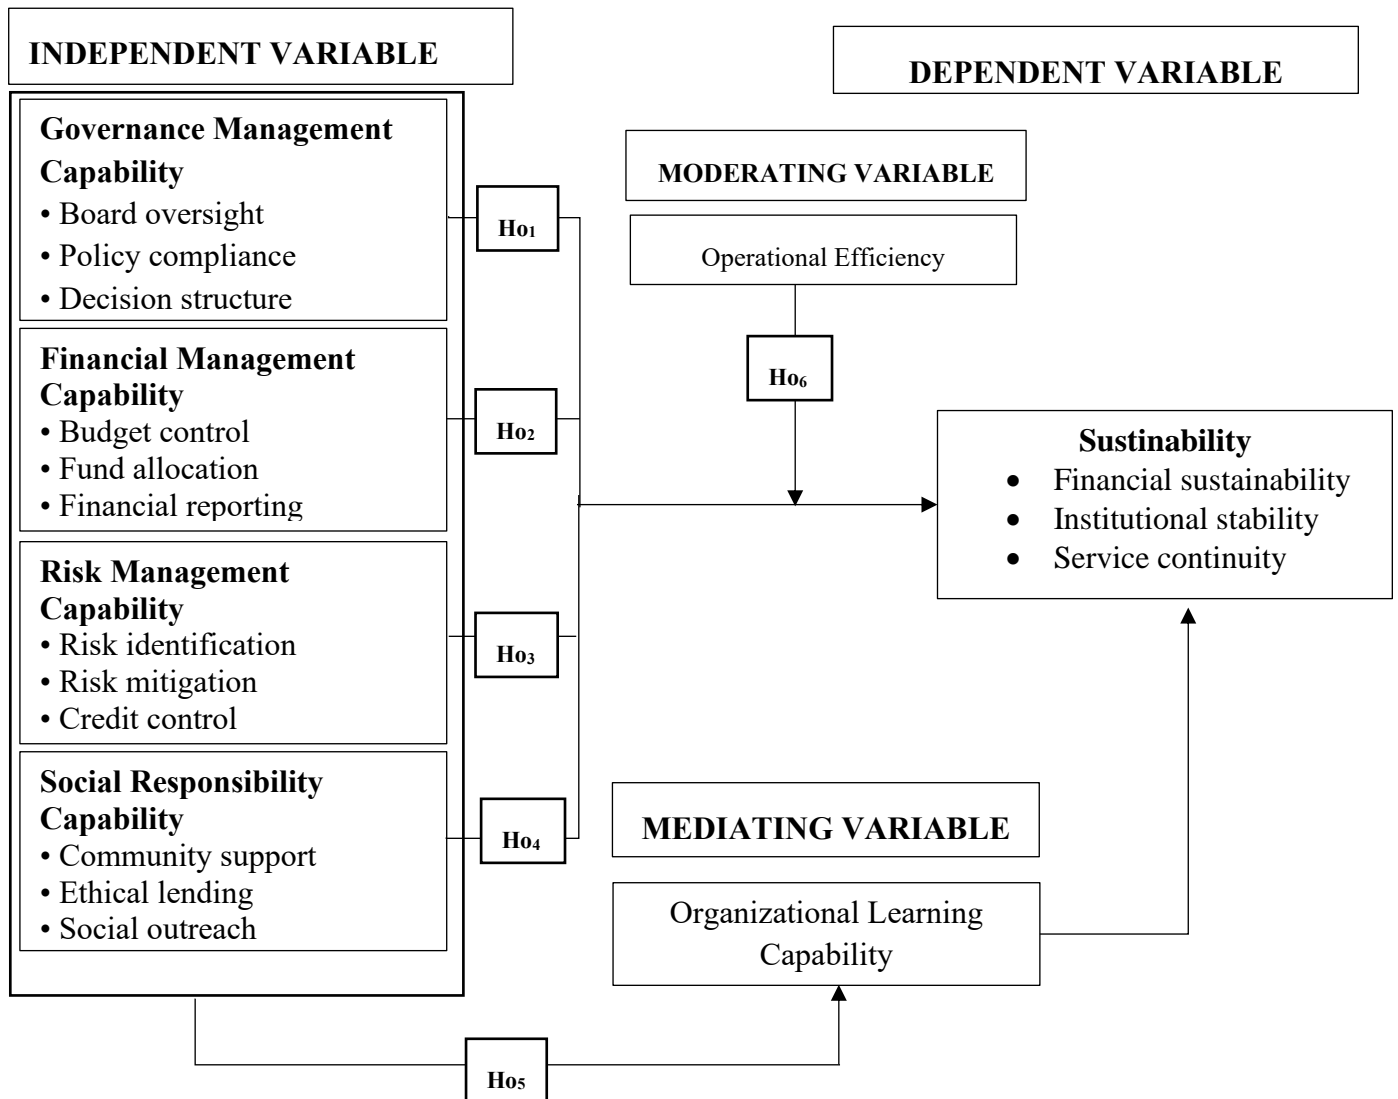 INDEPENDENT VARIABLE
DEPENDENT VARIABLE
Governance Management
Capability
• Board oversight
• Policy compliance
• Decision structure
Ho₁
MODERATING VARIABLE
Operational Efficiency
Ho₆
Financial Management
Capability
• Budget control
• Fund allocation
• Financial reporting
Ho₂
Sustinability
• Financial sustainability
• Institutional stability
• Service continuity
Risk Management
Capability
• Risk identification
• Risk mitigation
• Credit control
Ho₃
Social Responsibility
Capability
• Community support
• Ethical lending
• Social outreach
Ho₄
MEDIATING VARIABLE
Organizational Learning
Capability
Ho₅